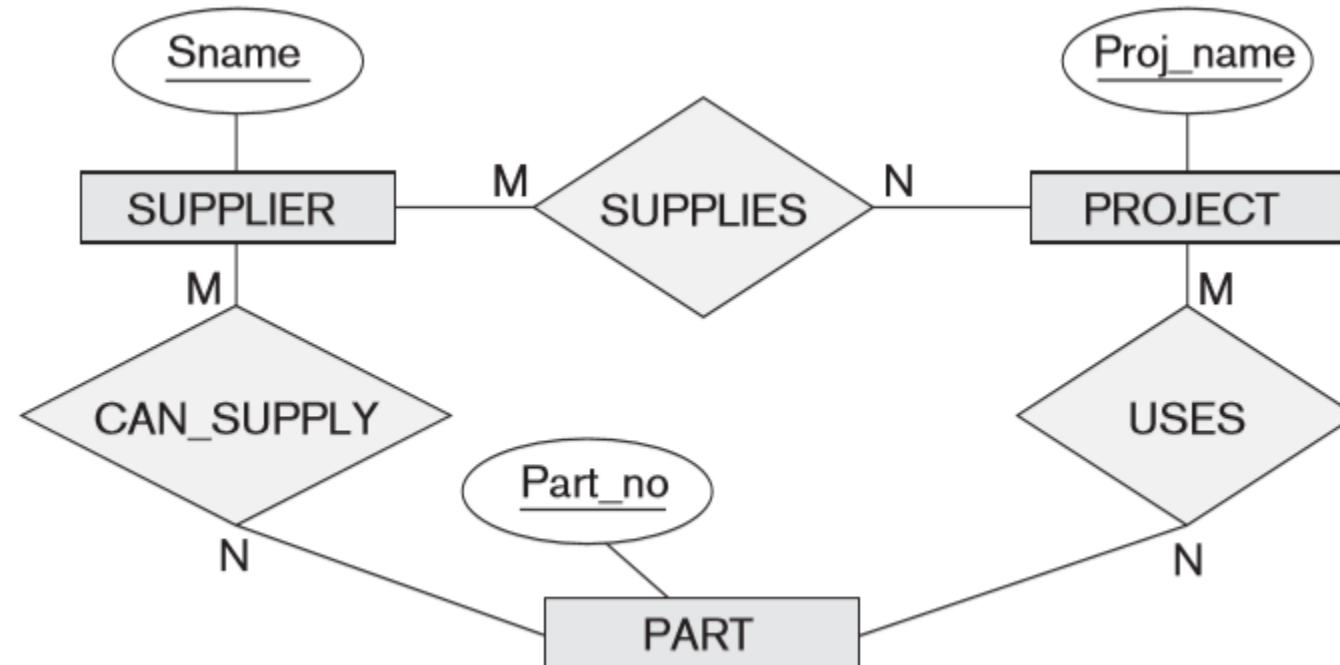 Sname
Proj_name
M
N
SUPPLIER
SUPPLIES
PROJECT
M
M
CAN_SUPPLY
USES
Part_no
N
N
PART